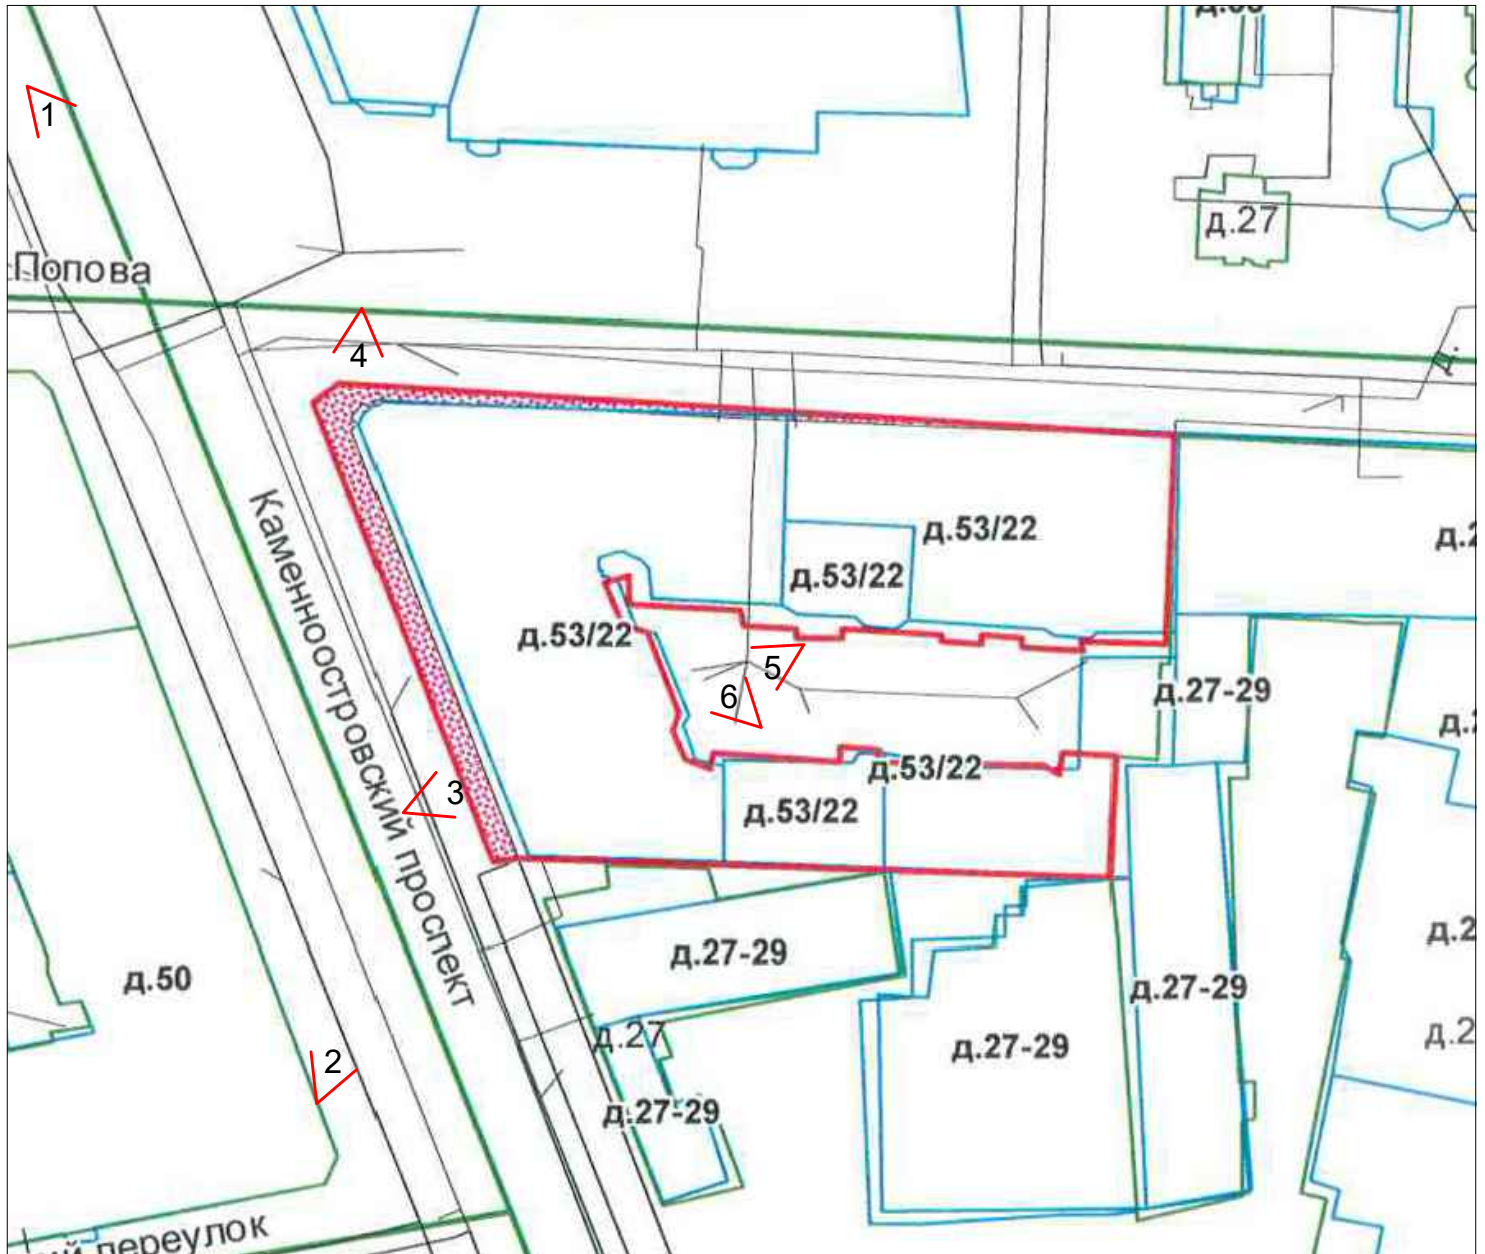 1
д.27
Попова
4
Каменноостровский проспект
д.53/22
д.53/22
д.53/22
5
6
д.27-29
д.53/22
3
д.53/22
д.27-29
д.50
д.27-29
д.27
д.27-29
2
д.27-29
переулок